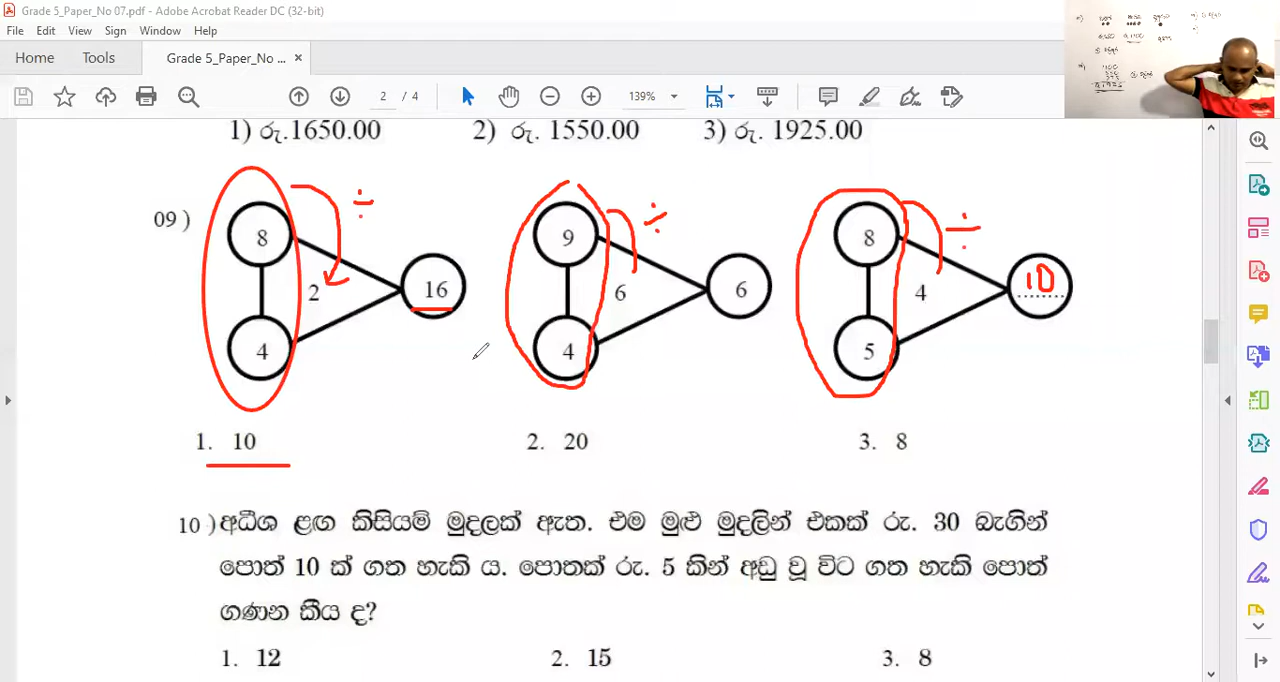 Grade 5_Paper_No 07.pdf - Adobe Acrobat Reader DC (32-bit)
File Edit View Sign Window Help
Home Tools Grade 5_Paper_No ... ×
2 / 4 139%
1) රු.1650.00 2) රු. 1550.00 3) රු. 1925.00
09 )
8 ÷ 9 ÷ 8 ÷
2 16 6 6 4 10
4 4 5
1. 10 2. 20 3. 8
10 ) අධීශ ළඟ කිසියම් මුදලක් ඇත. එම මුළු මුදලින් එකක් රු. 30 බැගින්
පොත් 10 ක් ගත හැකි ය. පොතක් රු. 5 කින් අඩු වූ විට ගත හැකි පොත්
ගණන කීය ද?
1. 12 2. 15 3. 8